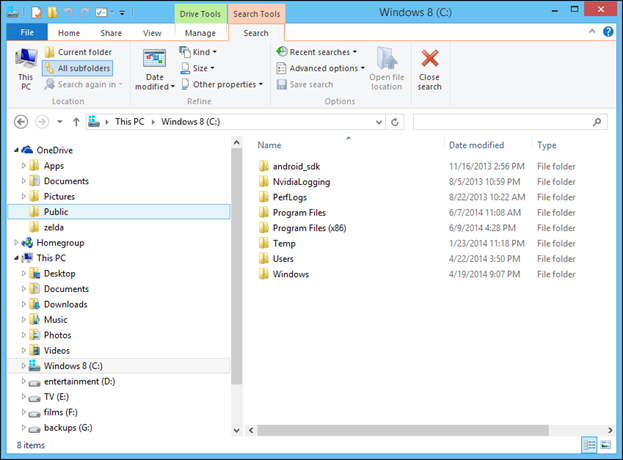 Drive Tools Search Tools Windows 8 (C:)
File Home Share View Manage Search
This PC
Current folder
All subfolders
Search again in
Location
Date modified
Kind
Size
Other properties
Refine
Recent searches
Advanced options
Save search
Options
Open file location
Close search
This PC Windows 8 (C:)
OneDrive
Apps
Documents
Pictures
Public
zelda
Homegroup
This PC
Desktop
Documents
Downloads
Music
Photos
Videos
Windows 8 (C:)
entertainment (D:)
TV (E:)
films (F:)
backups (G:)
Name Date modified Type
android_sdk 11/16/2013 2:56 PM File folder
NvidiaLogging 8/5/2013 10:59 PM File folder
PerfLogs 8/22/2013 10:22 AM File folder
Program Files 6/7/2014 11:08 AM File folder
Program Files (x86) 6/9/2014 4:28 PM File folder
Temp 1/23/2014 11:18 PM File folder
Users 4/22/2014 3:50 PM File folder
Windows 4/19/2014 9:07 PM File folder
8 items